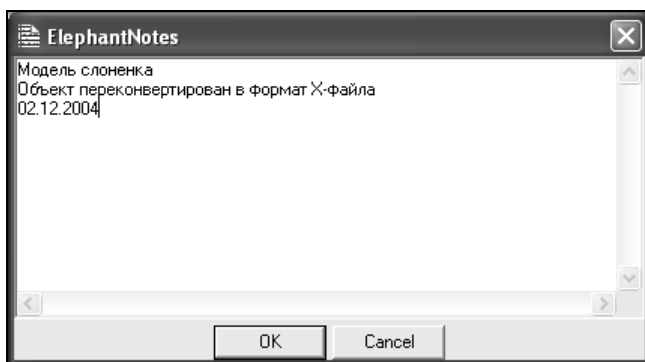 ElephantNotes
Модель слоненка
Объект переконвертирован в формат X-файла
02.12.2004
OK
Cancel